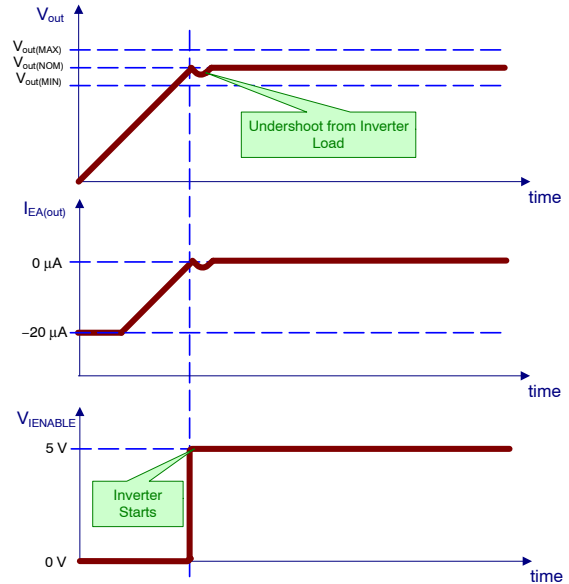 Vout
Vout(MAX)
Vout(NOM)
Vout(MIN)
Undershoot from Inverter
Load
time
IEA(out)
0 μA
−20 μA
time
VIENABLE
5 V
Inverter
Starts
0 V
time